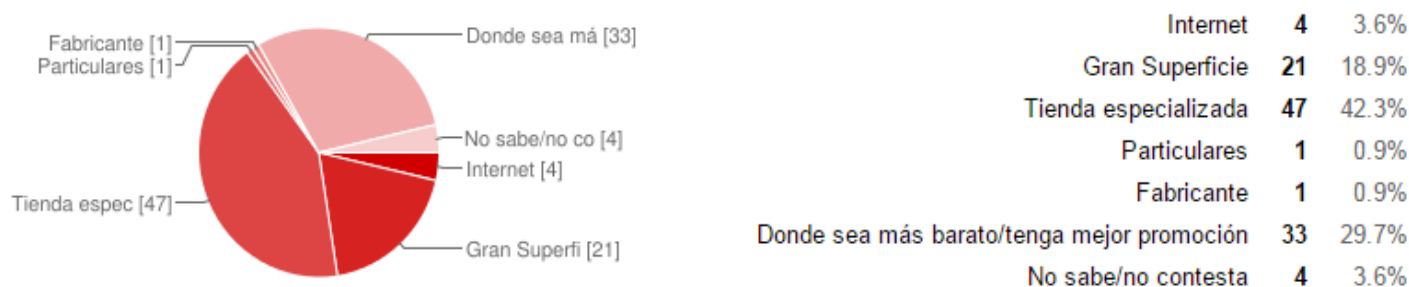 Fabricante [1]
Particulares [1]
Donde sea má [33]
No sabe/no co [4]
Internet [4]
Tienda espec [47]
Gran Superfi [21]
Internet 4 3.6%
Gran Superficie 21 18.9%
Tienda especializada 47 42.3%
Particulares 1 0.9%
Fabricante 1 0.9%
Donde sea más barato/tenga mejor promoción 33 29.7%
No sabe/no contesta 4 3.6%